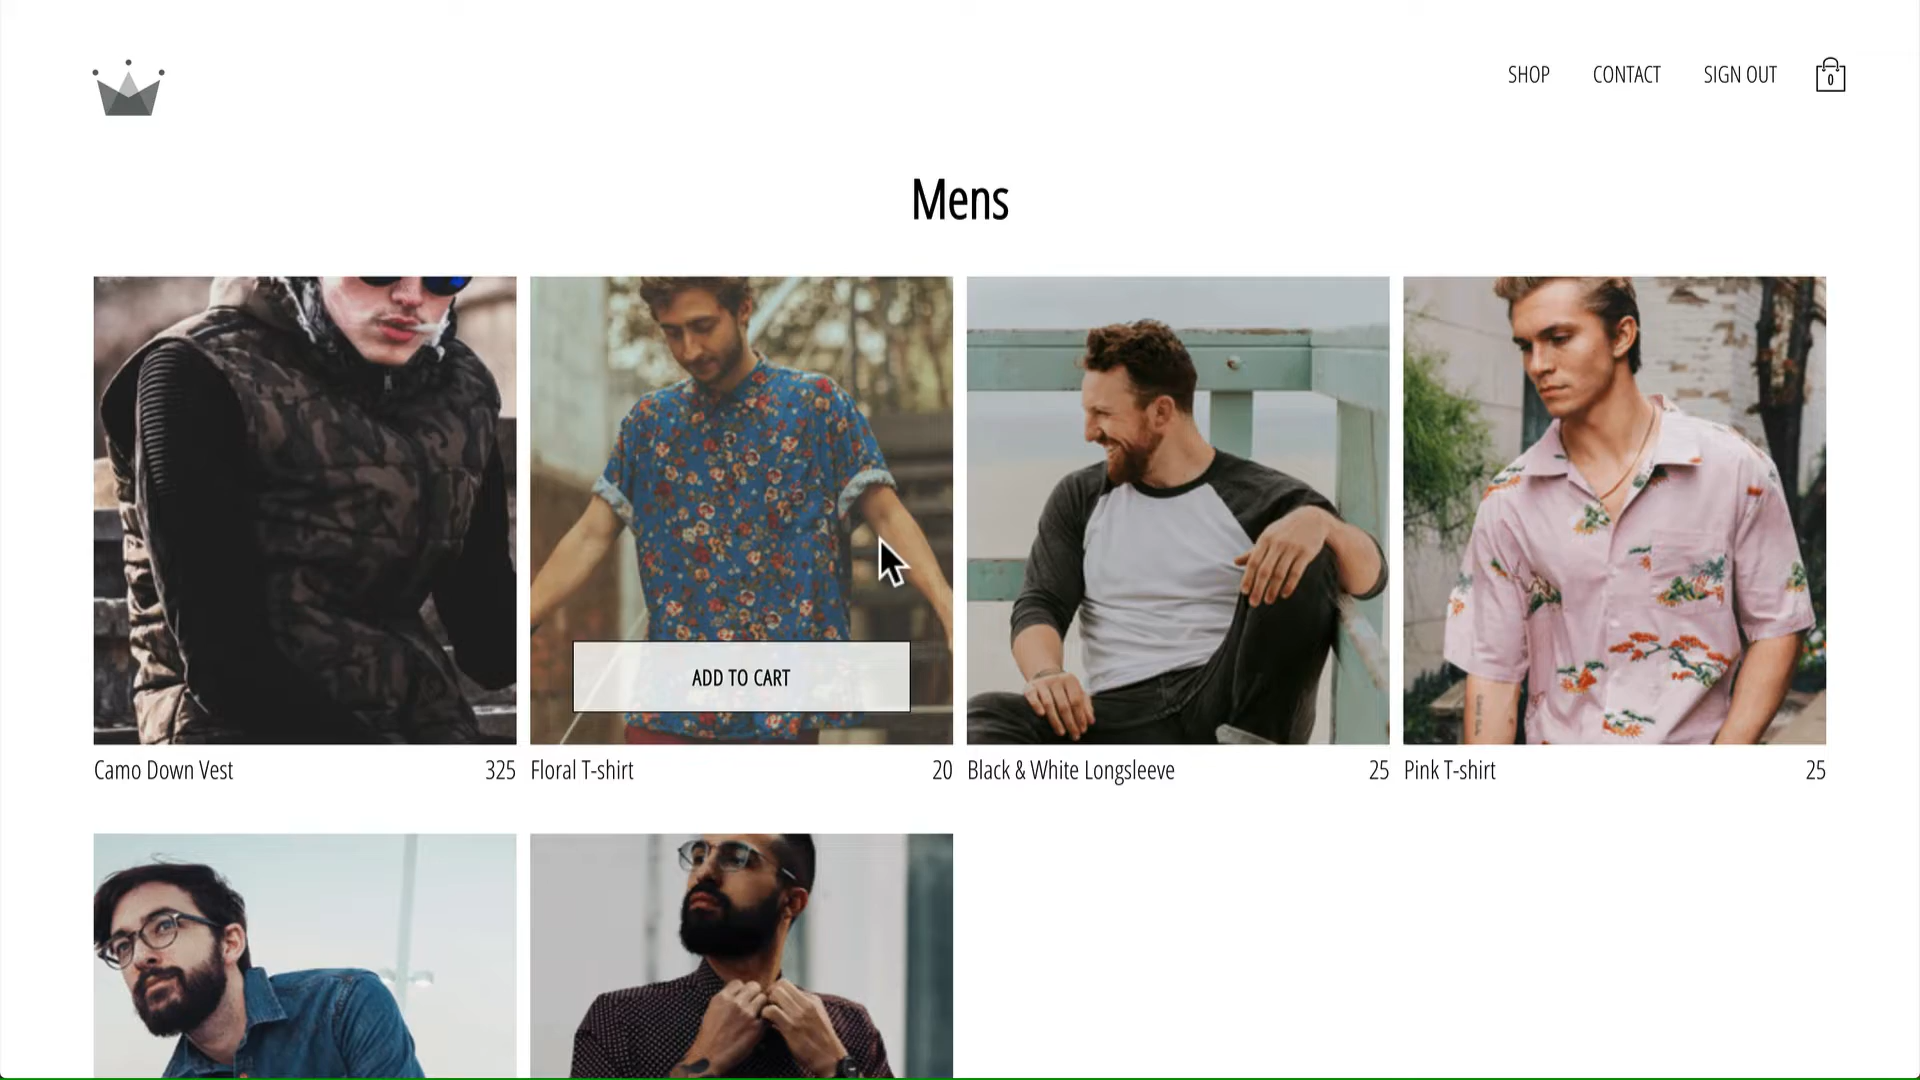 SHOP CONTACT SIGN OUT 0
Mens
ADD TO CART
Camo Down Vest 325 Floral T-shirt 20 Black & White Longsleeve 25 Pink T-shirt 25